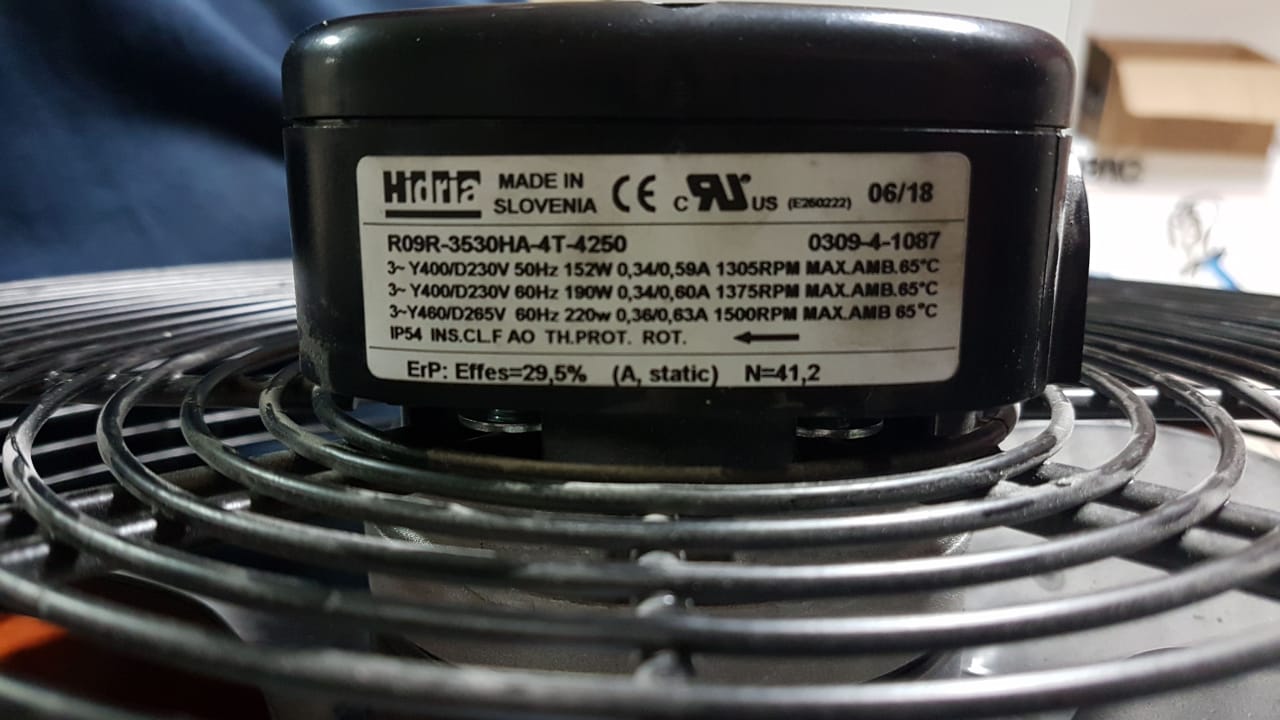 Hidria MADE IN SLOVENIA CE C RU US (E260222) 06/18
R09R-3530HA-4T-4250 0309-4-1087
3~ Y400/D230V 50Hz 152W 0,34/0,59A 1305RPM MAX.AMB.65°C
3~ Y400/D230V 60Hz 190W 0,34/0,60A 1375RPM MAX.AMB.65°C
3~Y460/D265V 60Hz 220w 0,36/0,63A 1500RPM MAX.AMB 65°C
IP54 INS.CL.F AO TH.PROT. ROT.
ErP: Effes=29,5% (A, static) N=41,2